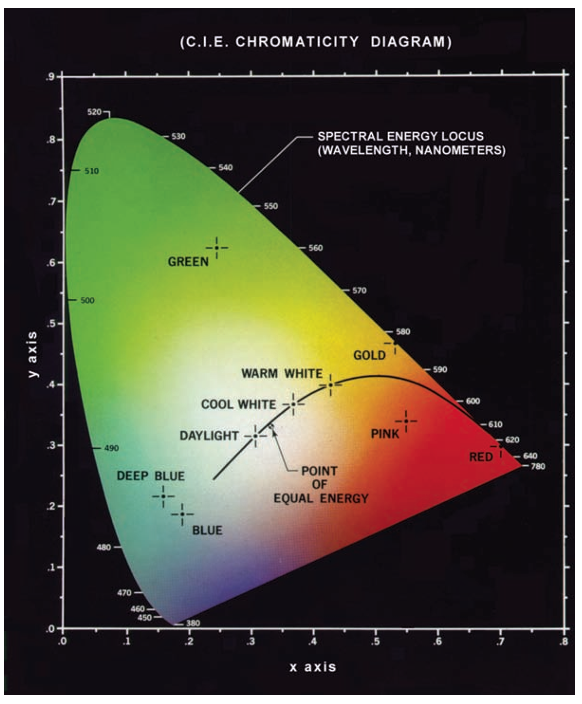 (C.I.E. CHROMATICITY DIAGRAM)
.9
.8
.7
.6
.5
.4
.3
.2
.1
.0
y axis
520
530
SPECTRAL ENERGY LOCUS
(WAVELENGTH, NANOMETERS)
510
540
550
560
GREEN
570
500
580
GOLD
590
WARM WHITE
600
COOL WHITE
610
DAYLIGHT
PINK
620
490
RED
640
780
POINT
OF
EQUAL ENERGY
DEEP BLUE
BLUE
480
470
460
450
380
.0 .1 .2 .3 .4 .5 .6 .7 .8
x axis